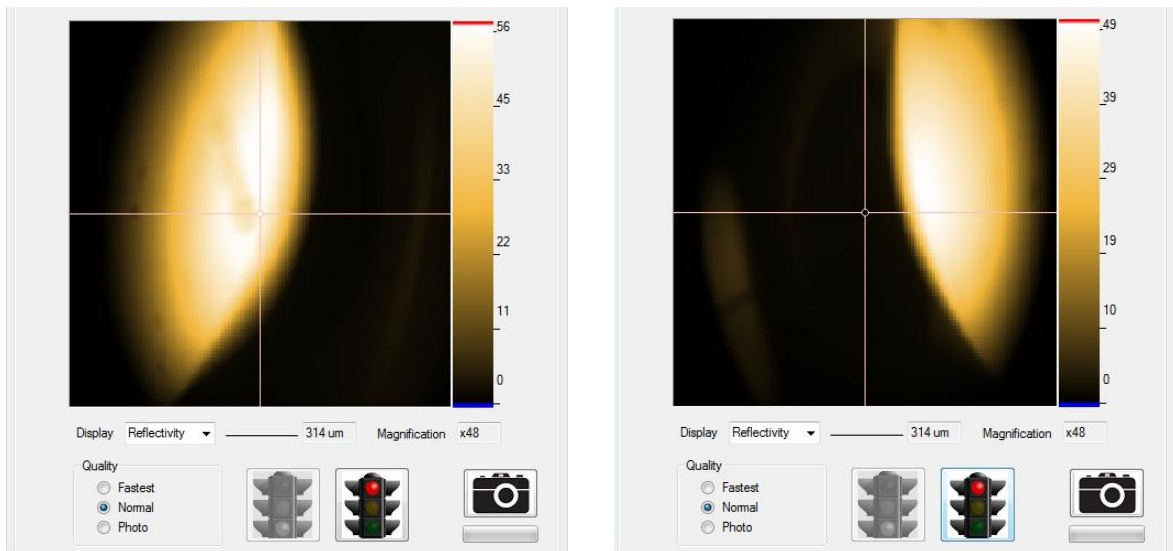 56
45
33
22
11
0
Display Reflectivity 314 um Magnification x48
Quality
Fastest
Normal
Photo
49
39
29
19
10
0
Display Reflectivity 314 um Magnification x48
Quality
Fastest
Normal
Photo